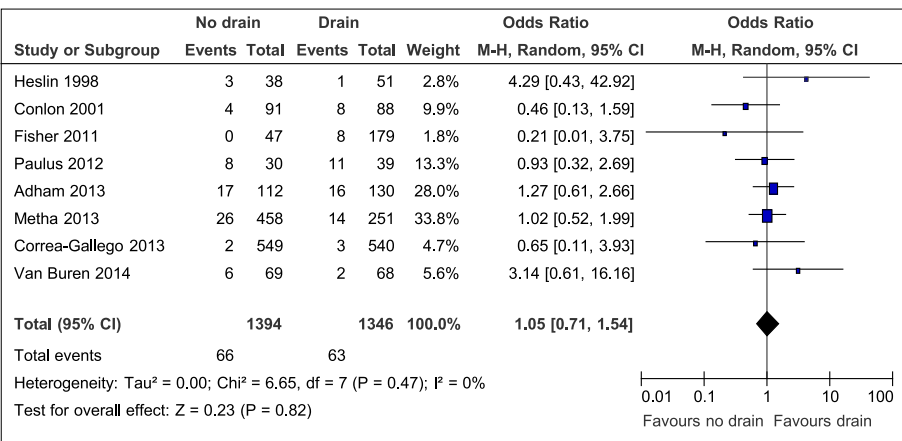 No drain Drain Odds Ratio Odds Ratio
Study or Subgroup Events Total Events Total Weight M-H, Random, 95% CI M-H, Random, 95% CI
Heslin 1998 3 38 1 51 2.8% 4.29 [0.43, 42.92]
Conlon 2001 4 91 8 88 9.9% 0.46 [0.13, 1.59]
Fisher 2011 0 47 8 179 1.8% 0.21 [0.01, 3.75]
Paulus 2012 8 30 11 39 13.3% 0.93 [0.32, 2.69]
Adham 2013 17 112 16 130 28.0% 1.27 [0.61, 2.66]
Metha 2013 26 458 14 251 33.8% 1.02 [0.52, 1.99]
Correa-Gallego 2013 2 549 3 540 4.7% 0.65 [0.11, 3.93]
Van Buren 2014 6 69 2 68 5.6% 3.14 [0.61, 16.16]
Total (95% CI) 1394 1346 100.0% 1.05 [0.71, 1.54]
Total events 66 63
Heterogeneity: Tau² = 0.00; Chi² = 6.65, df = 7 (P = 0.47); I² = 0%
Test for overall effect: Z = 0.23 (P = 0.82)
0.01 0.1 1 10 100
Favours no drain Favours drain